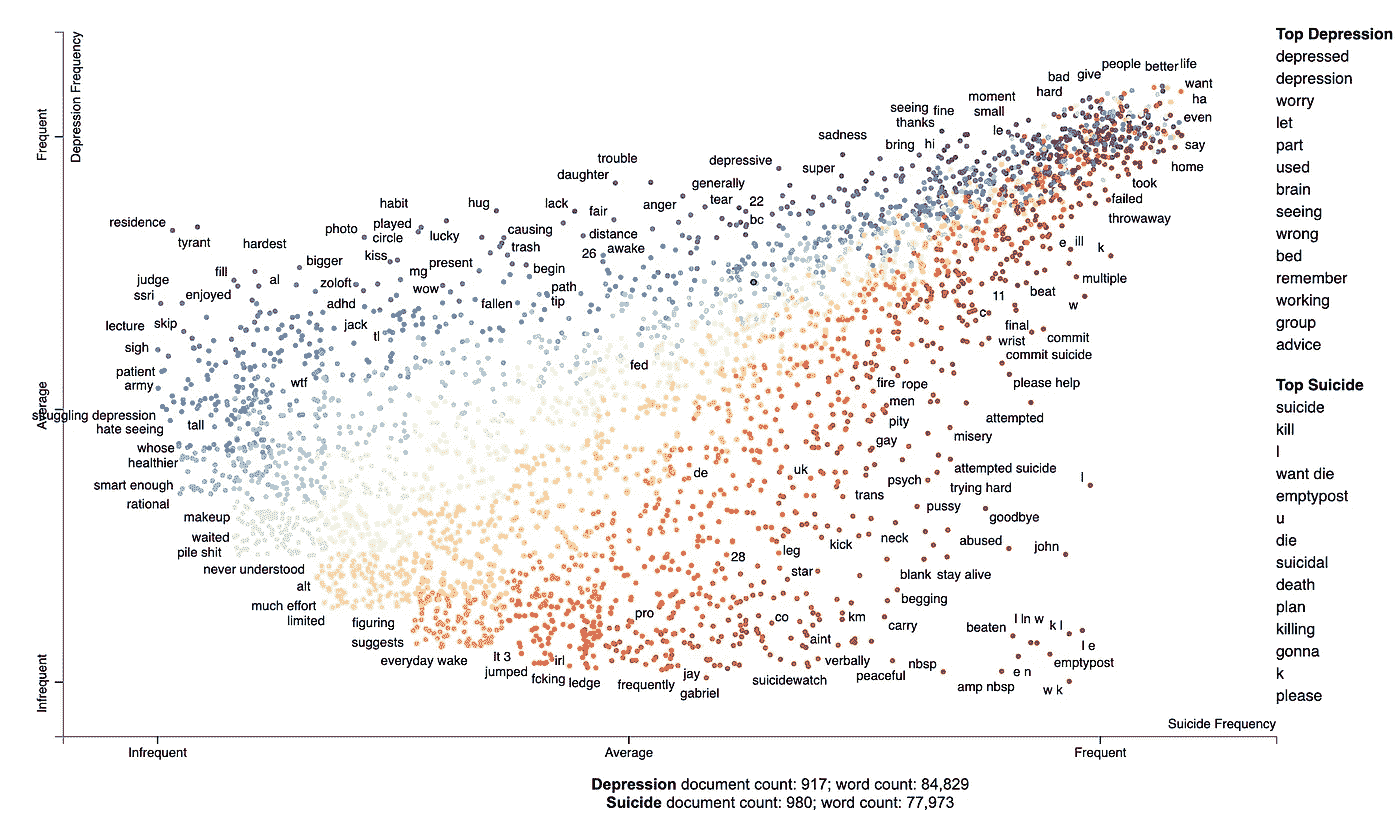 Depression Frequency
Frequent
Average
Infrequent
Top Depression
depressed
depression
worry
let
part
used
brain
seeing
wrong
bed
remember
working
group
advice
Top Suicide
suicide
kill
I
want die
emptypost
u
die
suicidal
death
plan
killing
gonna
k
please
people better life
bad give
want
hard
moment
ha
seeing fine small
even
thanks
le
sadness
bring hi
say
trouble
depressive
super
home
daughter
generally
took
habit
hug
lack
fair
anger
tear 22
failed
bc
throwaway
residence
photo
played
circle
lucky
causing
distance
tyrant
hardest
trash
26 awake
e ill k
bigger
kiss
mg present
begin
judge
fill
al
zoloft
wow
path
multiple
ssri
enjoyed
adhd
fallen
tip
11
beat
w
c
lecture skip
jack
tl
final
wrist
commit
sigh
commit suicide
fed
patient
wtf
fire rope
please help
army
men
struggling depression
tall
pity
attempted
hate seeing
gay
misery
whose
healthier
de
uk
attempted suicide
smart enough
psych
trying hard
l
rational
trans
makeup
pussy
goodbye
waited
kick
neck
abused
john
pile shit
28
leg
never understood
star
blank stay alive
alt
begging
much effort
limited
figuring
pro
co
km
carry
beaten
l ln w
k l
suggests
aint
l e
everyday wake
lt 3
irl
verbally
nbsp
emptypost
jumped
fcking
ledge
frequently
jay
suicidewatch
peaceful
e n
gabriel
amp nbsp
w k
Suicide Frequency
Infrequent
Average
Frequent
Depression document count: 917; word count: 84,829
Suicide document count: 980; word count: 77,973